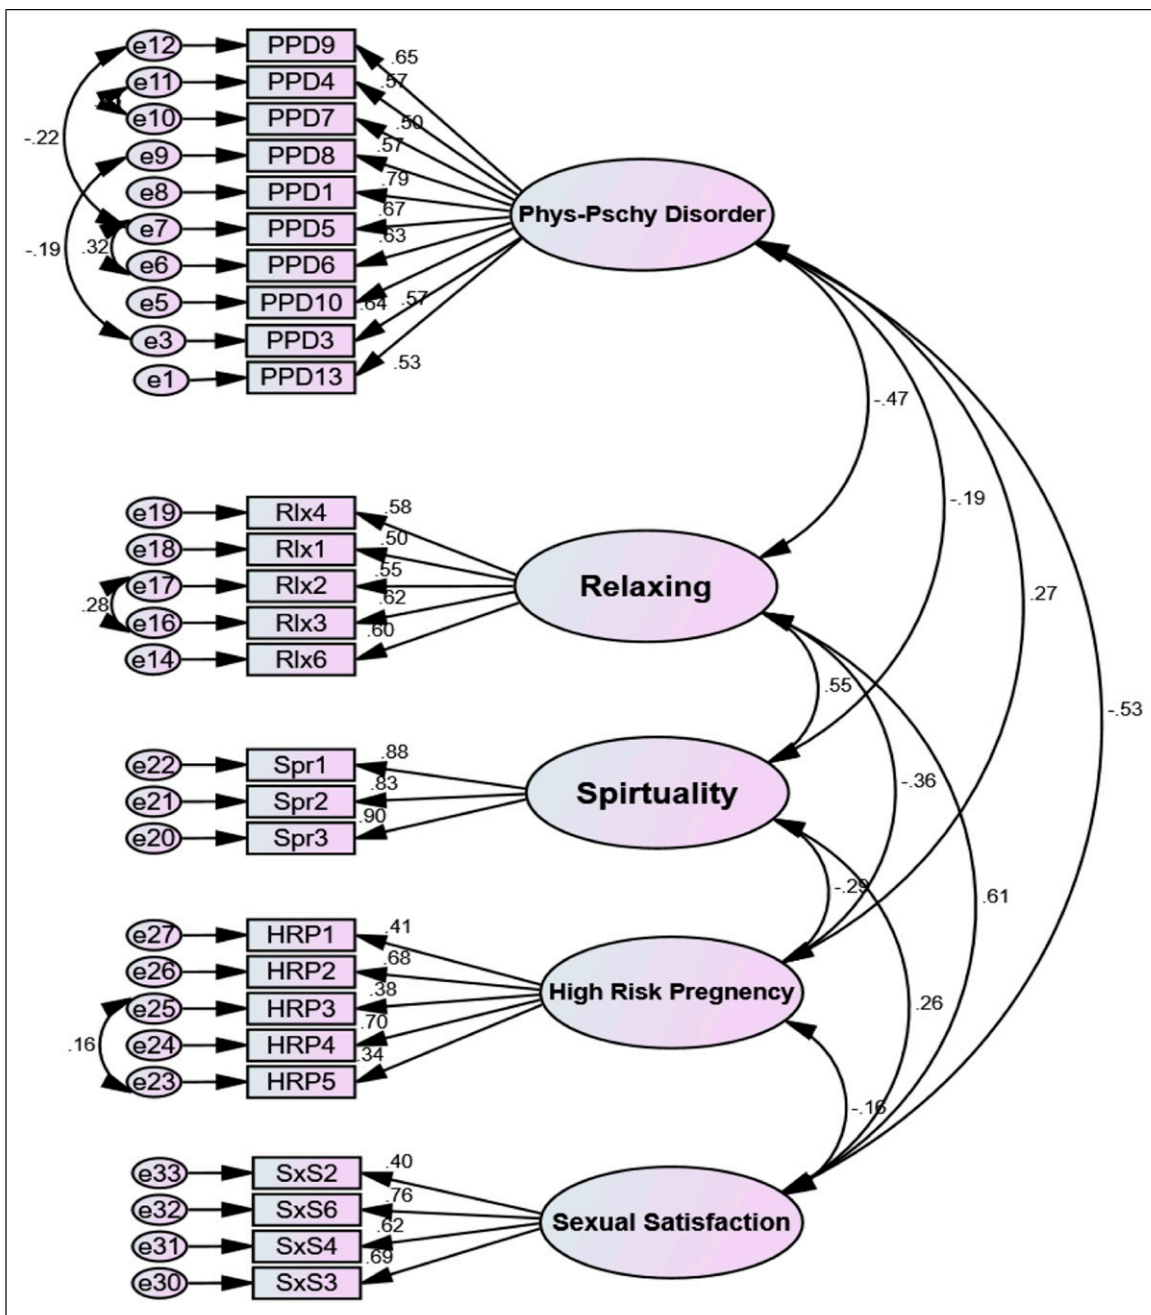 e12 PPD9 .65
e11 PPD4 .57
e10 PPD7 .50
-.22
e9 PPD8 .57
e8 PPD1 .79
e7 PPD5 .67
Phys-Pschy Disorder
-.19 .32
e6 PPD6 .63
e5 PPD10 .64 .57
e3 PPD3
e1 PPD13 .53
-.47
-.19
.27
-.53
e19 Rlx4 .58
e18 Rlx1 .50
e17 Rlx2 .55
Relaxing
.28
e16 Rlx3 .62
e14 Rlx6 .60
.55
-.36
.61
e22 Spr1 .88
e21 Spr2 .83
Spirtuality
e20 Spr3 .90
-.29
.26
e27 HRP1 .41
e26 HRP2 .68
High Risk Pregnency
e25 HRP3 .38
.16
e24 HRP4 .70
e23 HRP5 .34
-.16
e33 SxS2 .40
e32 SxS6 .76
Sexual Satisfaction
e31 SxS4 .62
e30 SxS3 .69